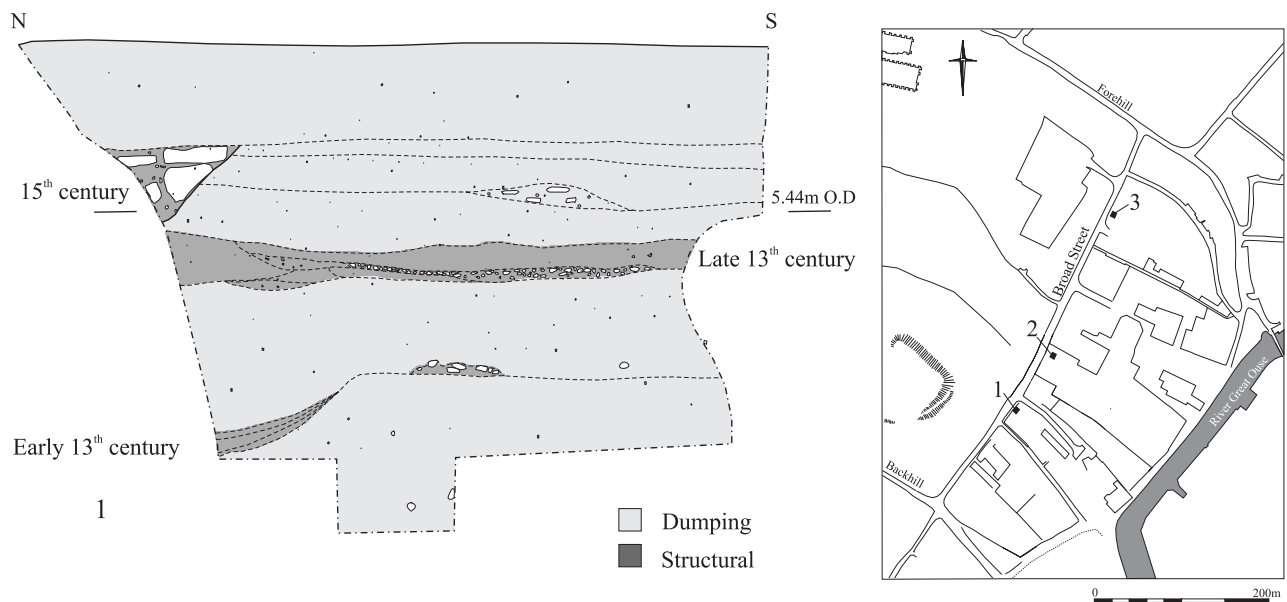 N
S
15th century
5.44m O.D
Late 13th century
Early 13th century
1
Dumping
Structural
Forehill
Broad Street
3
2
1
River Great Ouse
Backhill
0
200m